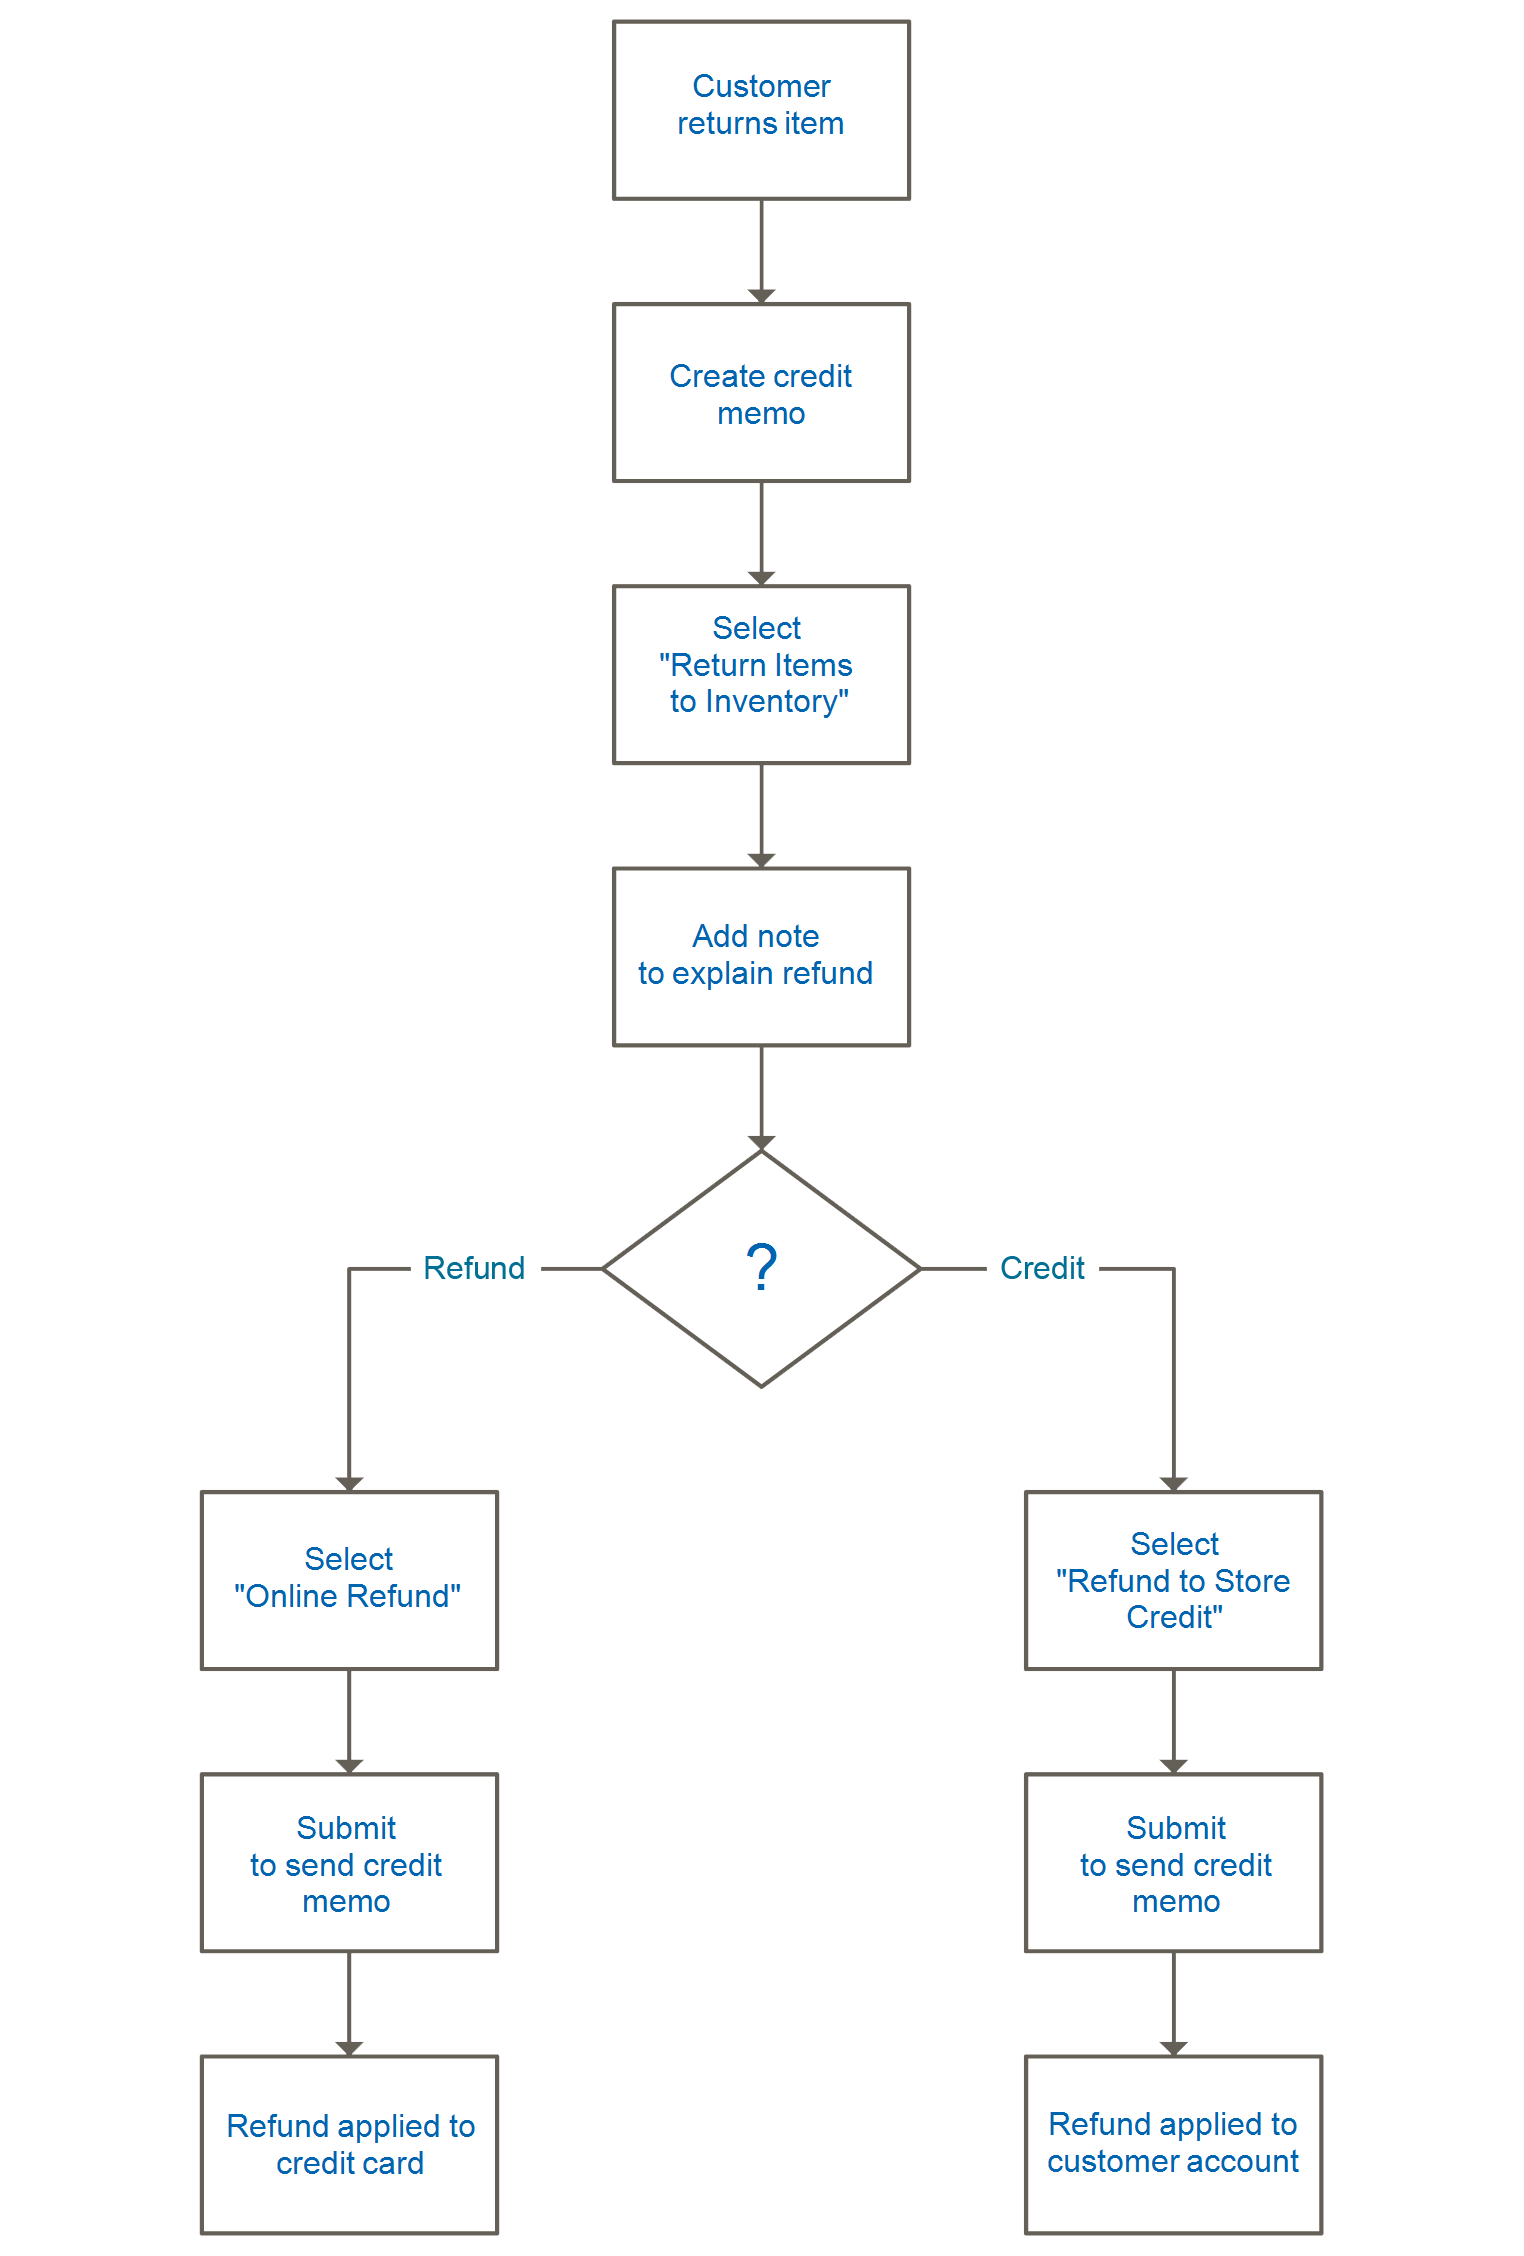 Customer
returns item
Create credit
memo
Select
"Return Items
to Inventory"
Add note
to explain refund
?
Refund
Credit
Select
"Online Refund"
Submit
to send credit
memo
Refund applied to
credit card
Select
"Refund to Store
Credit"
Submit
to send credit
memo
Refund applied to
customer account